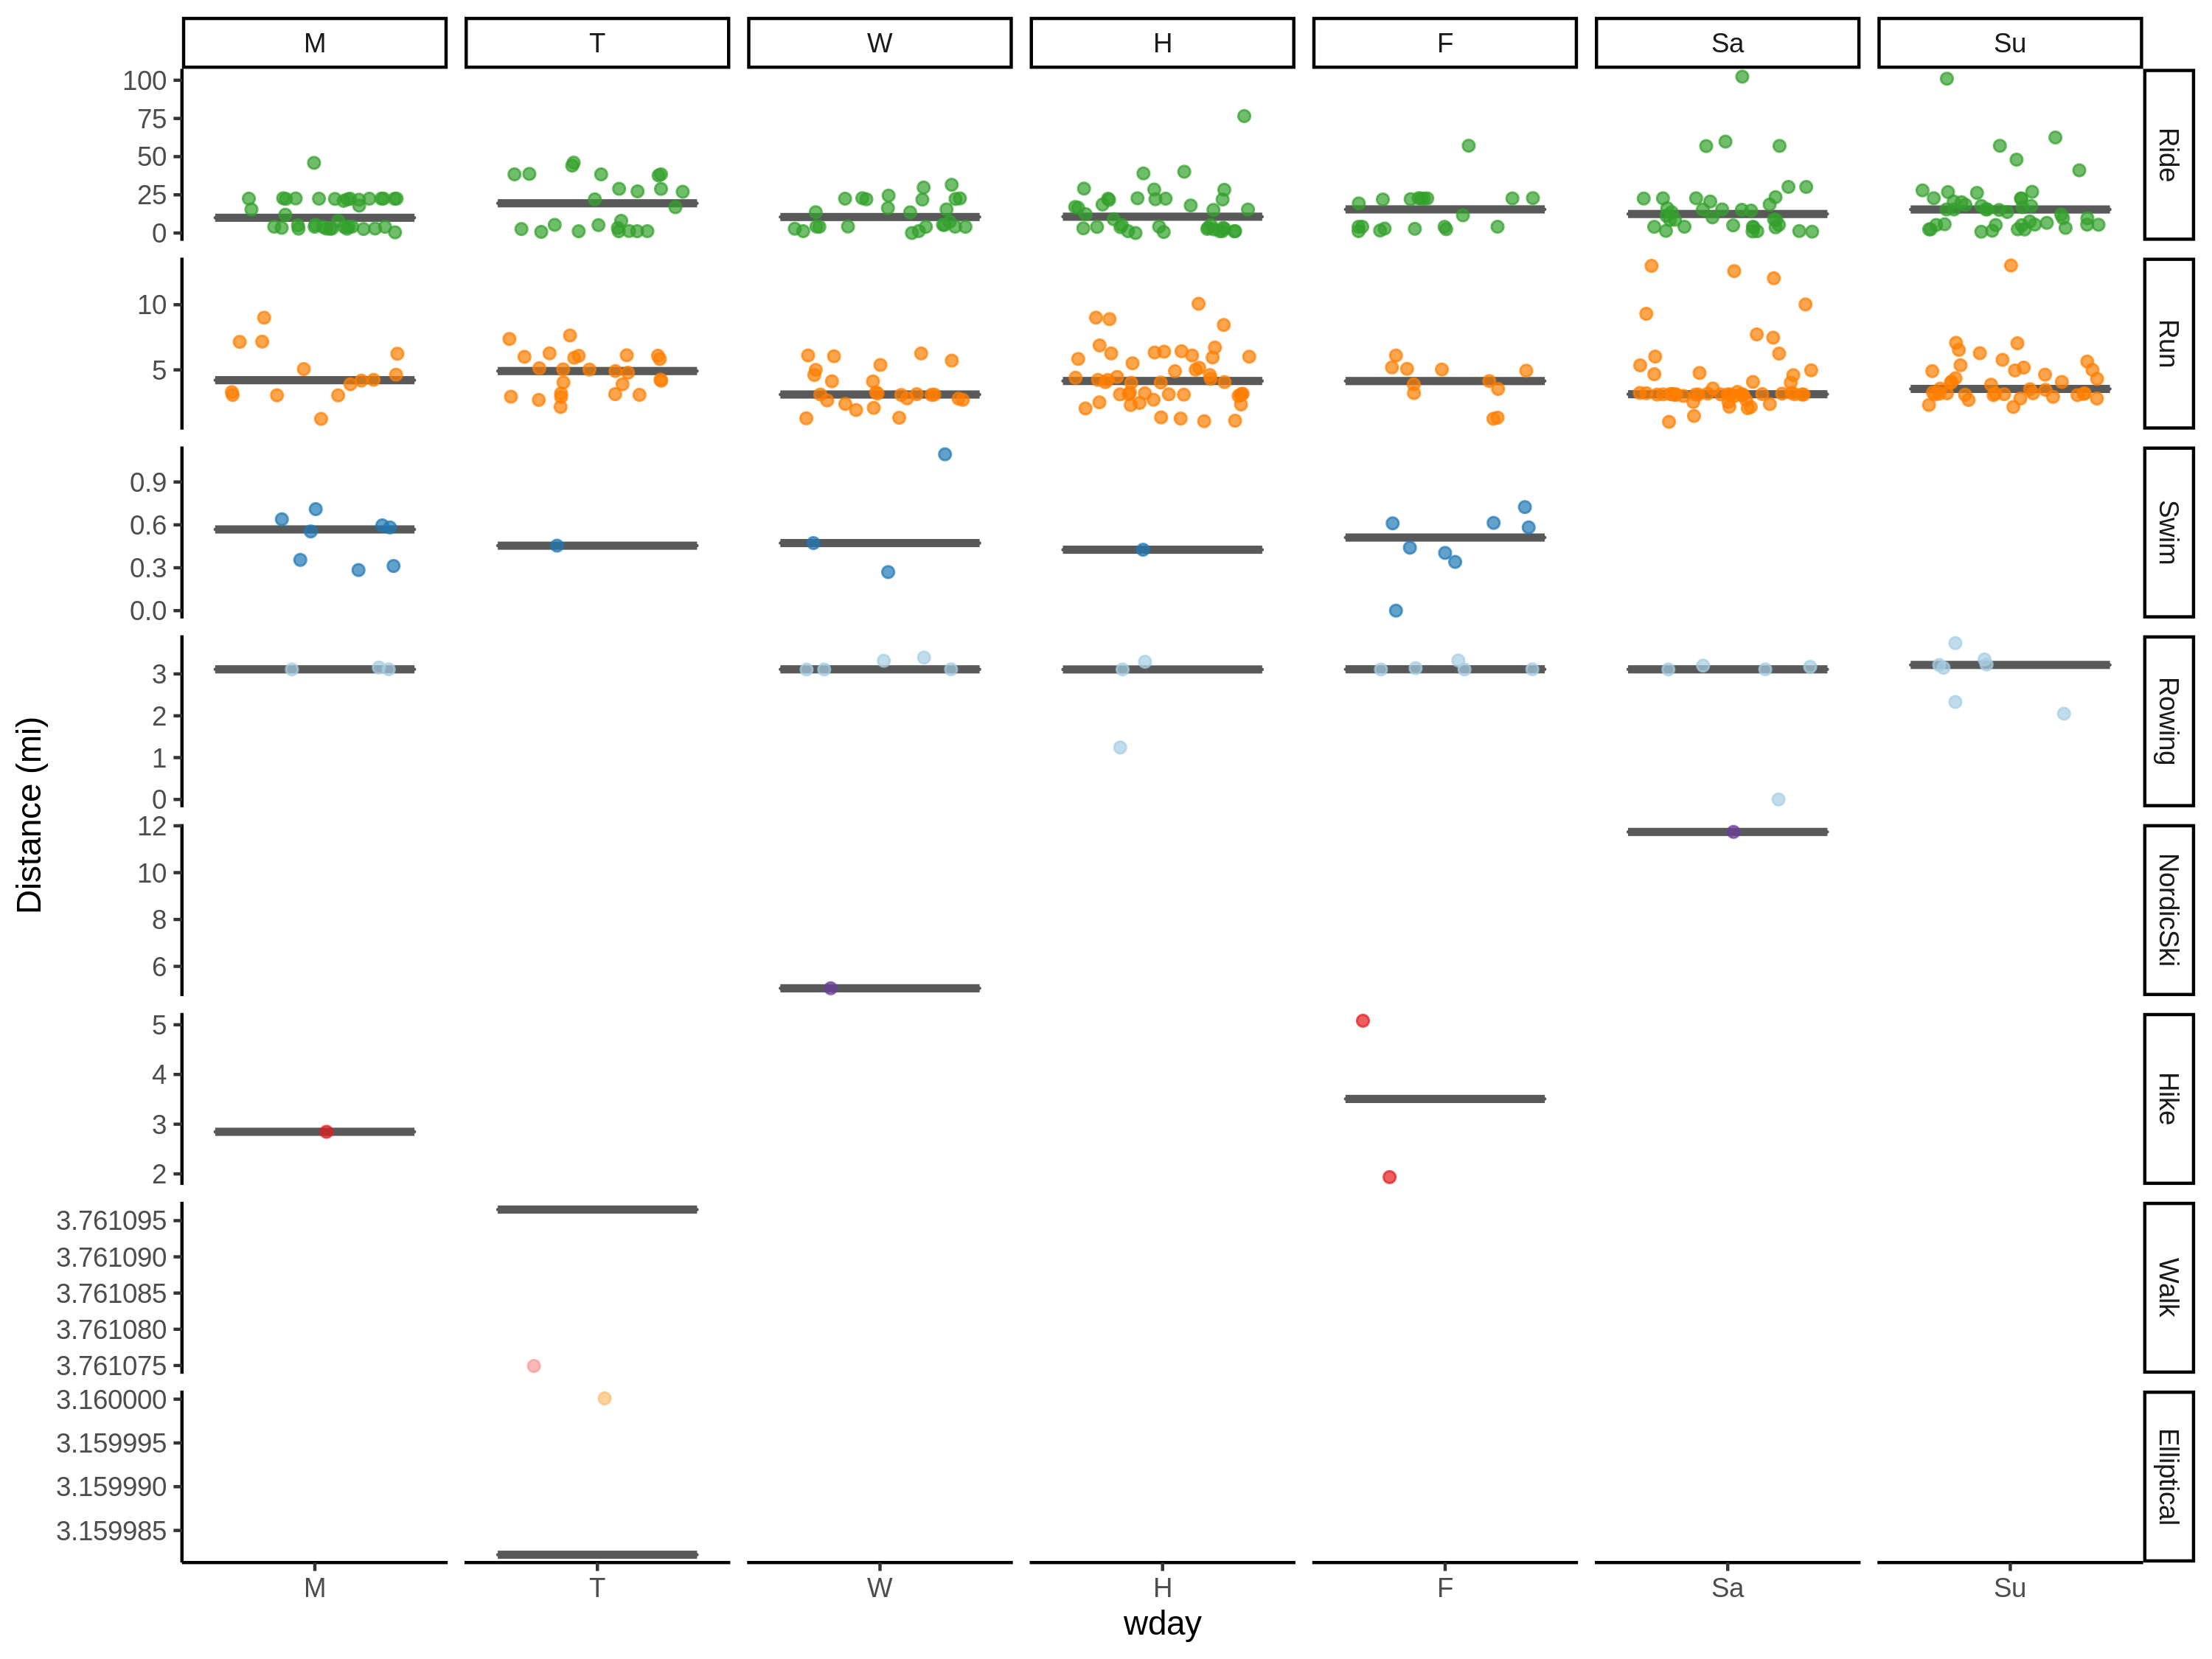 M T W H F Sa Su
100
75
50
25
0
Ride
10
5
Run
0.9
0.6
0.3
0.0
Swim
3
2
1
0
Rowing
12
10
8
6
NordicSki
5
4
3
2
Hike
3.761095
3.761090
3.761085
3.761080
3.761075
Walk
3.160000
3.159995
3.159990
3.159985
Elliptical
Distance (mi)
M T W H F Sa Su
wday